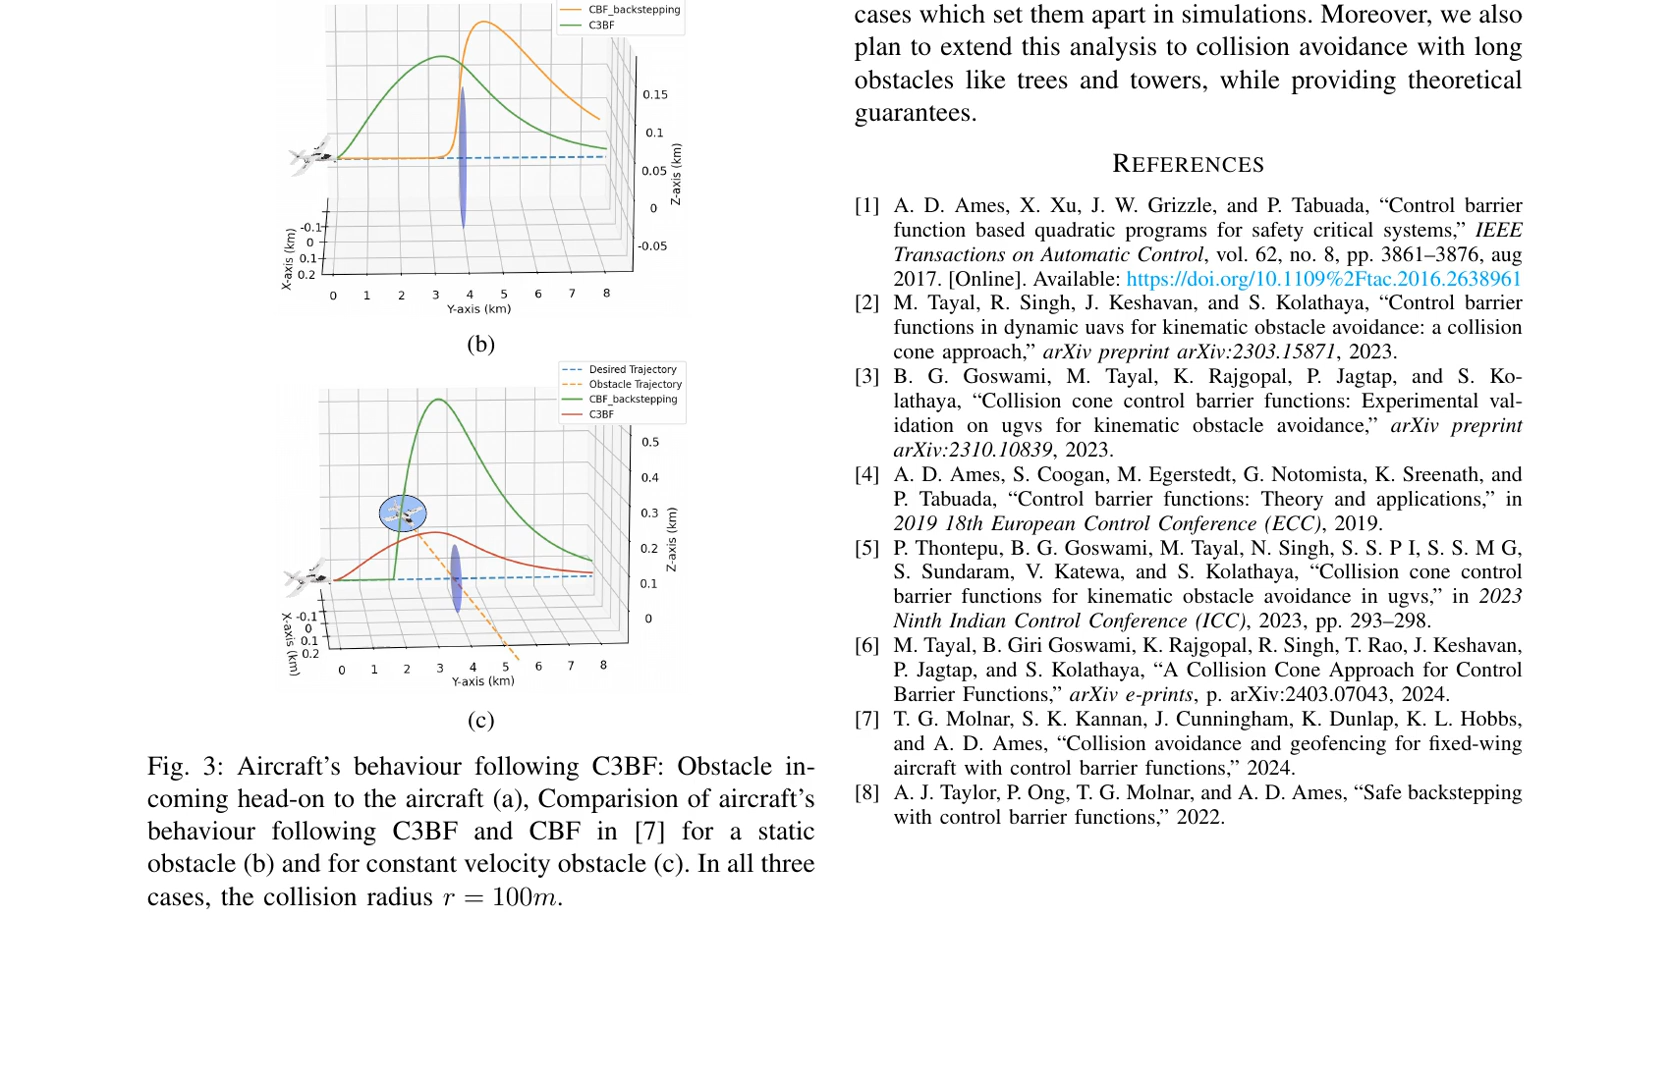 CBF_backstepping
C3BF
0.15
0.1
0.05
0
-0.05
Z-axis (km)
-0.1
0
0.1
0.2
X-axis (km)
0 1 2 3 4 5 6 7 8
Y-axis (km)
(b)
Desired Trajectory
Obstacle Trajectory
CBF_backstepping
C3BF
0.5
0.4
0.3
0.2
0.1
0
Z-axis (km)
-0.1
0
0.1
0.2
X-axis (km)
0 1 2 3 4 5 6 7 8
Y-axis (km)
(c)
Fig. 3: Aircraft's behaviour following C3BF: Obstacle in-
coming head-on to the aircraft (a), Comparision of aircraft's
behaviour following C3BF and CBF in [7] for a static
obstacle (b) and for constant velocity obstacle (c). In all three
cases, the collision radius r = 100m.
cases which set them apart in simulations. Moreover, we also
plan to extend this analysis to collision avoidance with long
obstacles like trees and towers, while providing theoretical
guarantees.
REFERENCES
[1] A. D. Ames, X. Xu, J. W. Grizzle, and P. Tabuada, “Control barrier
function based quadratic programs for safety critical systems,” IEEE
Transactions on Automatic Control, vol. 62, no. 8, pp. 3861–3876, aug
2017. [Online]. Available: https://doi.org/10.1109%2Ftac.2016.2638961
[2] M. Tayal, R. Singh, J. Keshavan, and S. Kolathaya, “Control barrier
functions in dynamic uavs for kinematic obstacle avoidance: a collision
cone approach,” arXiv preprint arXiv:2303.15871, 2023.
[3] B. G. Goswami, M. Tayal, K. Rajgopal, P. Jagtap, and S. Ko-
lathaya, “Collision cone control barrier functions: Experimental val-
idation on ugvs for kinematic obstacle avoidance,” arXiv preprint
arXiv:2310.10839, 2023.
[4] A. D. Ames, S. Coogan, M. Egerstedt, G. Notomista, K. Sreenath, and
P. Tabuada, “Control barrier functions: Theory and applications,” in
2019 18th European Control Conference (ECC), 2019.
[5] P. Thontepu, B. G. Goswami, M. Tayal, N. Singh, S. S. P I, S. S. M G,
S. Sundaram, V. Katewa, and S. Kolathaya, “Collision cone control
barrier functions for kinematic obstacle avoidance in ugvs,” in 2023
Ninth Indian Control Conference (ICC), 2023, pp. 293–298.
[6] M. Tayal, B. Giri Goswami, K. Rajgopal, R. Singh, T. Rao, J. Keshavan,
P. Jagtap, and S. Kolathaya, “A Collision Cone Approach for Control
Barrier Functions,” arXiv e-prints, p. arXiv:2403.07043, 2024.
[7] T. G. Molnar, S. K. Kannan, J. Cunningham, K. Dunlap, K. L. Hobbs,
and A. D. Ames, “Collision avoidance and geofencing for fixed-wing
aircraft with control barrier functions,” 2024.
[8] A. J. Taylor, P. Ong, T. G. Molnar, and A. D. Ames, “Safe backstepping
with control barrier functions,” 2022.